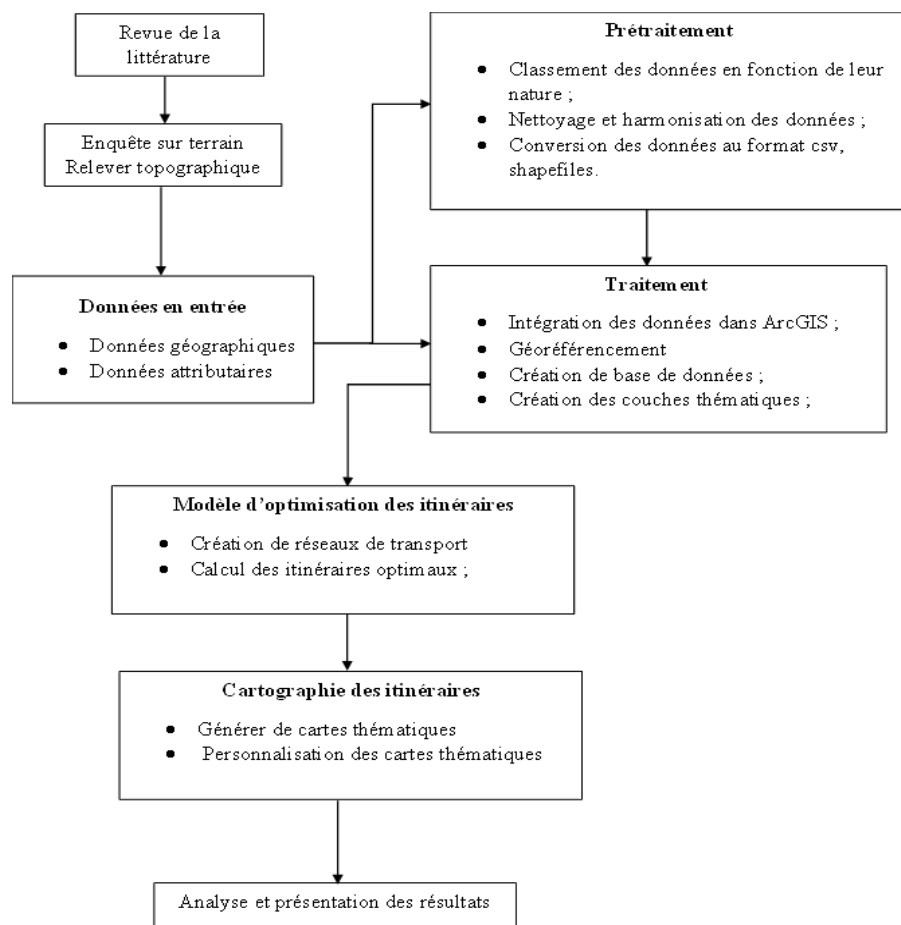 Revue de la
littérature
Enquête sur terrain
Relever topographique
Données en entrée
● Données géographiques
● Données attributaires
Prétraitement
● Classement des données en fonction de leur
nature ;
● Nettoyage et harmonisation des données ;
● Conversion des données au format csv,
shapefiles.
Traitement
● Intégration des données dans ArcGIS ;
● Géoréférencement
● Création de base de données ;
● Création des couches thématiques ;
Modèle d’optimisation des itinéraires
● Création de réseaux de transport
● Calcul des itinéraires optimaux ;
Cartographie des itinéraires
● Générer de cartes thématiques
● Personnalisation des cartes thématiques
Analyse et présentation des résultats